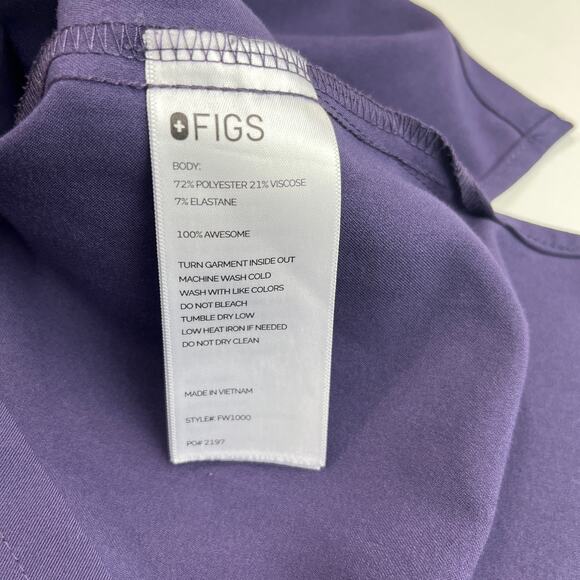 FIGS
BODY:
72% POLYESTER 21% VISCOSE
7% ELASTANE
100% AWESOME
TURN GARMENT INSIDE OUT
MACHINE WASH COLD
WASH WITH LIKE COLORS
DO NOT BLEACH
TUMBLE DRY LOW
LOW HEAT IRON IF NEEDED
DO NOT DRY CLEAN
MADE IN VIETNAM
STYLE#: FW1000
PO# 2197